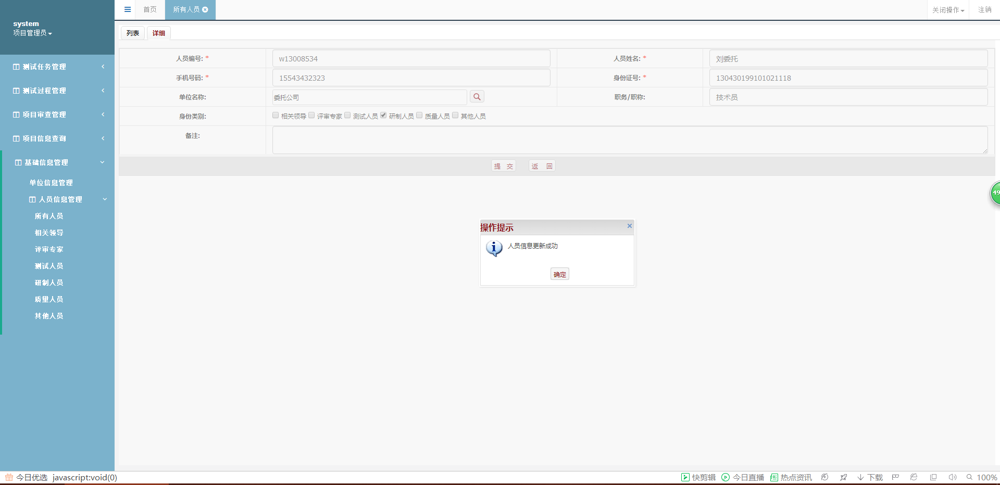 system
项目管理员
测试任务管理
测试过程管理
项目审查管理
项目信息查询
基础信息管理
单位信息管理
人员信息管理
所有人员
相关领导
评审专家
测试人员
研制人员
质量人员
其他人员
首页 所有人员 关闭操作 注销
列表 详细
人员编号: * w13008534 人员姓名: * 刘委托
手机号码: * 15543432323 身份证号: * 130430199101021118
单位名称: 委托公司 职务/职称: 技术员
身份类别: 相关领导 评审专家 测试人员 研制人员 质量人员 其他人员
备注:
提 交 返 回
操作提示
人员信息更新成功
确定
49
今日优选 javascript:void(0) 快剪辑 今日直播 热点资讯 下载 100%